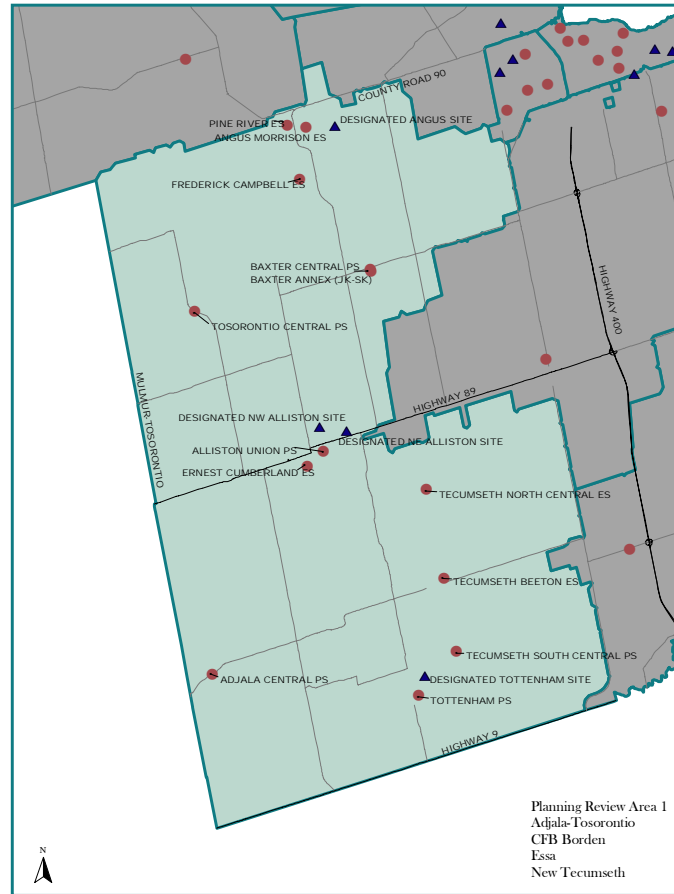 COUNTY ROAD 90
PINE RIVER ES
DESIGNATED ANGUS SITE
ANGUS MORRISON ES
FREDERICK CAMPBELL ES
BAXTER CENTRAL PS
BAXTER ANNEX (JK-SK)
HIGHWAY 400
TOSORONTIO CENTRAL PS
MULMUR-TOSORONTIO
HIGHWAY 89
DESIGNATED NW ALLISTON SITE
DESIGNATED NE ALLISTON SITE
ALLISTON UNION PS
ERNEST CUMBERLAND ES
TECUMSETH NORTH CENTRAL ES
TECUMSETH BEETON ES
TECUMSETH SOUTH CENTRAL PS
ADJALA CENTRAL PS
DESIGNATED TOTTENHAM SITE
TOTTENHAM PS
HIGHWAY 9
Planning Review Area 1
Adjala-Tosorontio
CFB Borden
Essa
New Tecumseth
N